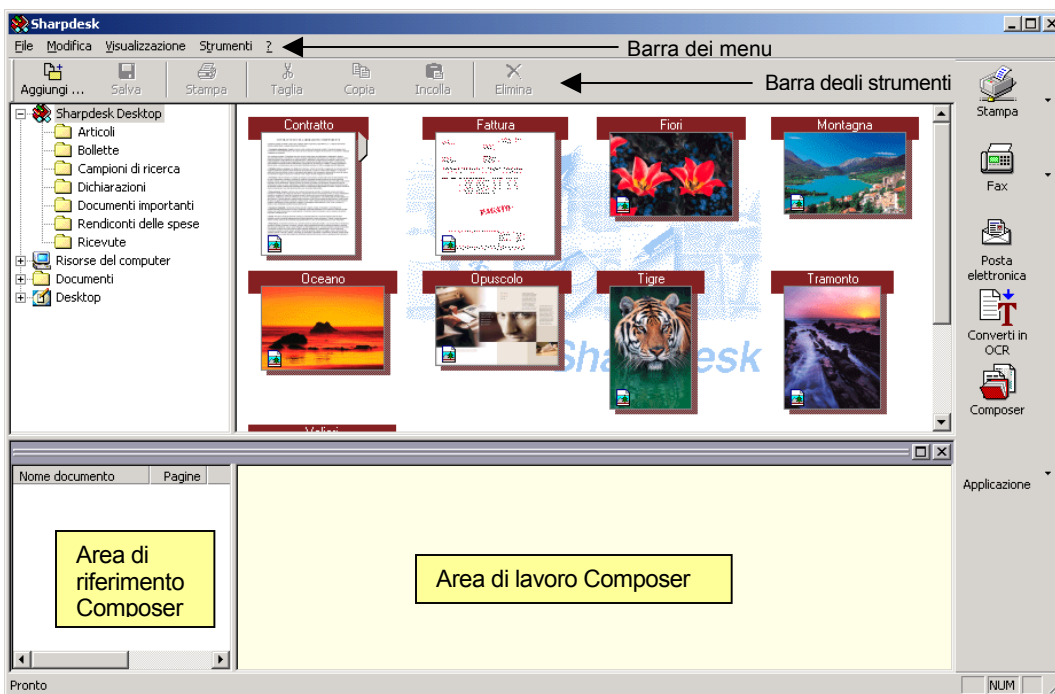 Sharpdesk
File Modifica Visualizzazione Strumenti ?
Barra dei menu
Aggiungi ... Salva Stampa Taglia Copia Incolla Elimina
Barra degli strumenti
Sharpdesk Desktop
Articoli
Bollette
Campioni di ricerca
Dichiarazioni
Documenti importanti
Rendiconti delle spese
Ricevute
Risorse del computer
Documenti
Desktop
Contratto Fattura Fiori Montagna
Oceano Opuscolo Tigre Tramonto
Sharpdesk
Stampa
Fax
Posta
elettronica
Converti in
OCR
Composer
Applicazione
Nome documento Pagine
Area di
riferimento
Composer
Area di lavoro Composer
Pronto
NUM